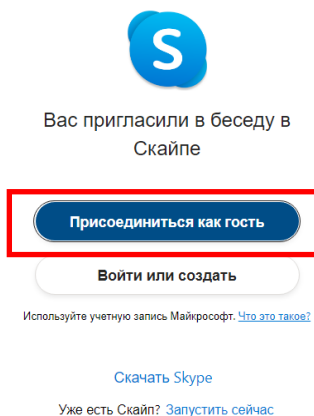 S
Вас пригласили в беседу в
Скайпе
Присоединиться как гость
Войти или создать
Используйте учетную запись Майкрософт. Что это такое?
Скачать Skype
Уже есть Скайп? Запустить сейчас